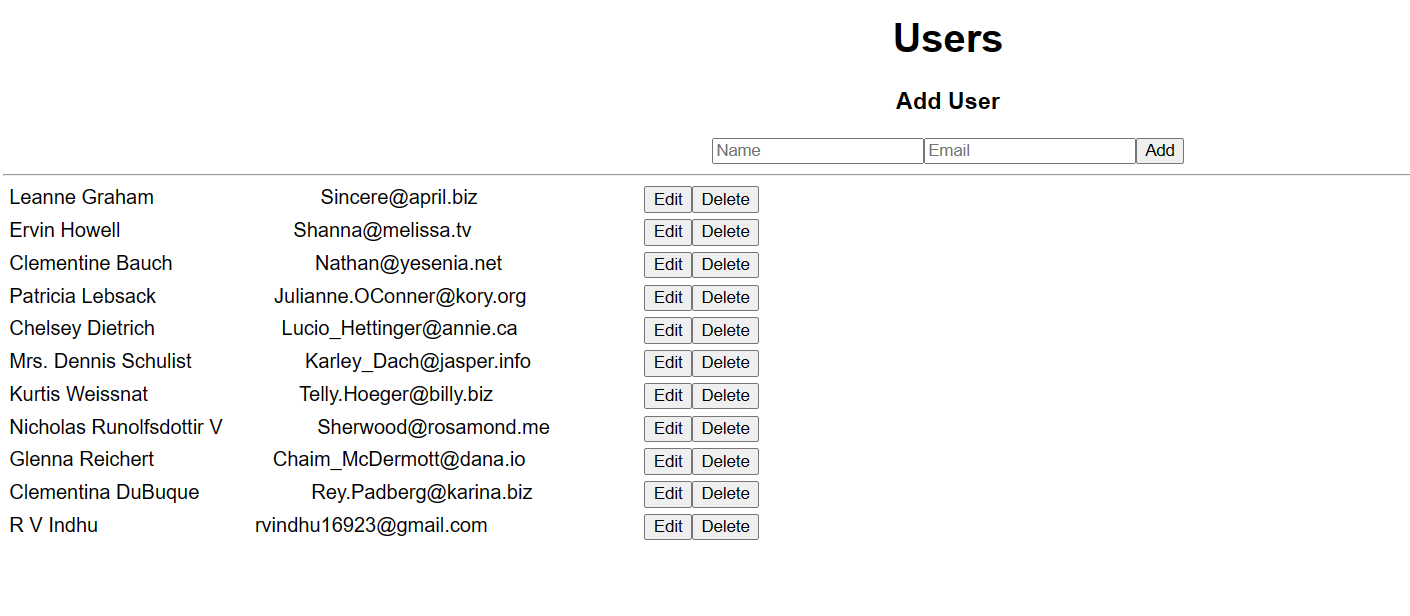 Users
Add User
Name Email Add
Leanne Graham Sincere@april.biz Edit Delete
Ervin Howell Shanna@melissa.tv Edit Delete
Clementine Bauch Nathan@yesenia.net Edit Delete
Patricia Lebsack Julianne.OConner@kory.org Edit Delete
Chelsey Dietrich Lucio_Hettinger@annie.ca Edit Delete
Mrs. Dennis Schulist Karley_Dach@jasper.info Edit Delete
Kurtis Weissnat Telly.Hoeger@billy.biz Edit Delete
Nicholas Runolfsdottir V Sherwood@rosamond.me Edit Delete
Glenna Reichert Chaim_McDermott@dana.io Edit Delete
Clementina DuBuque Rey.Padberg@karina.biz Edit Delete
R V Indhu rvindhu16923@gmail.com Edit Delete